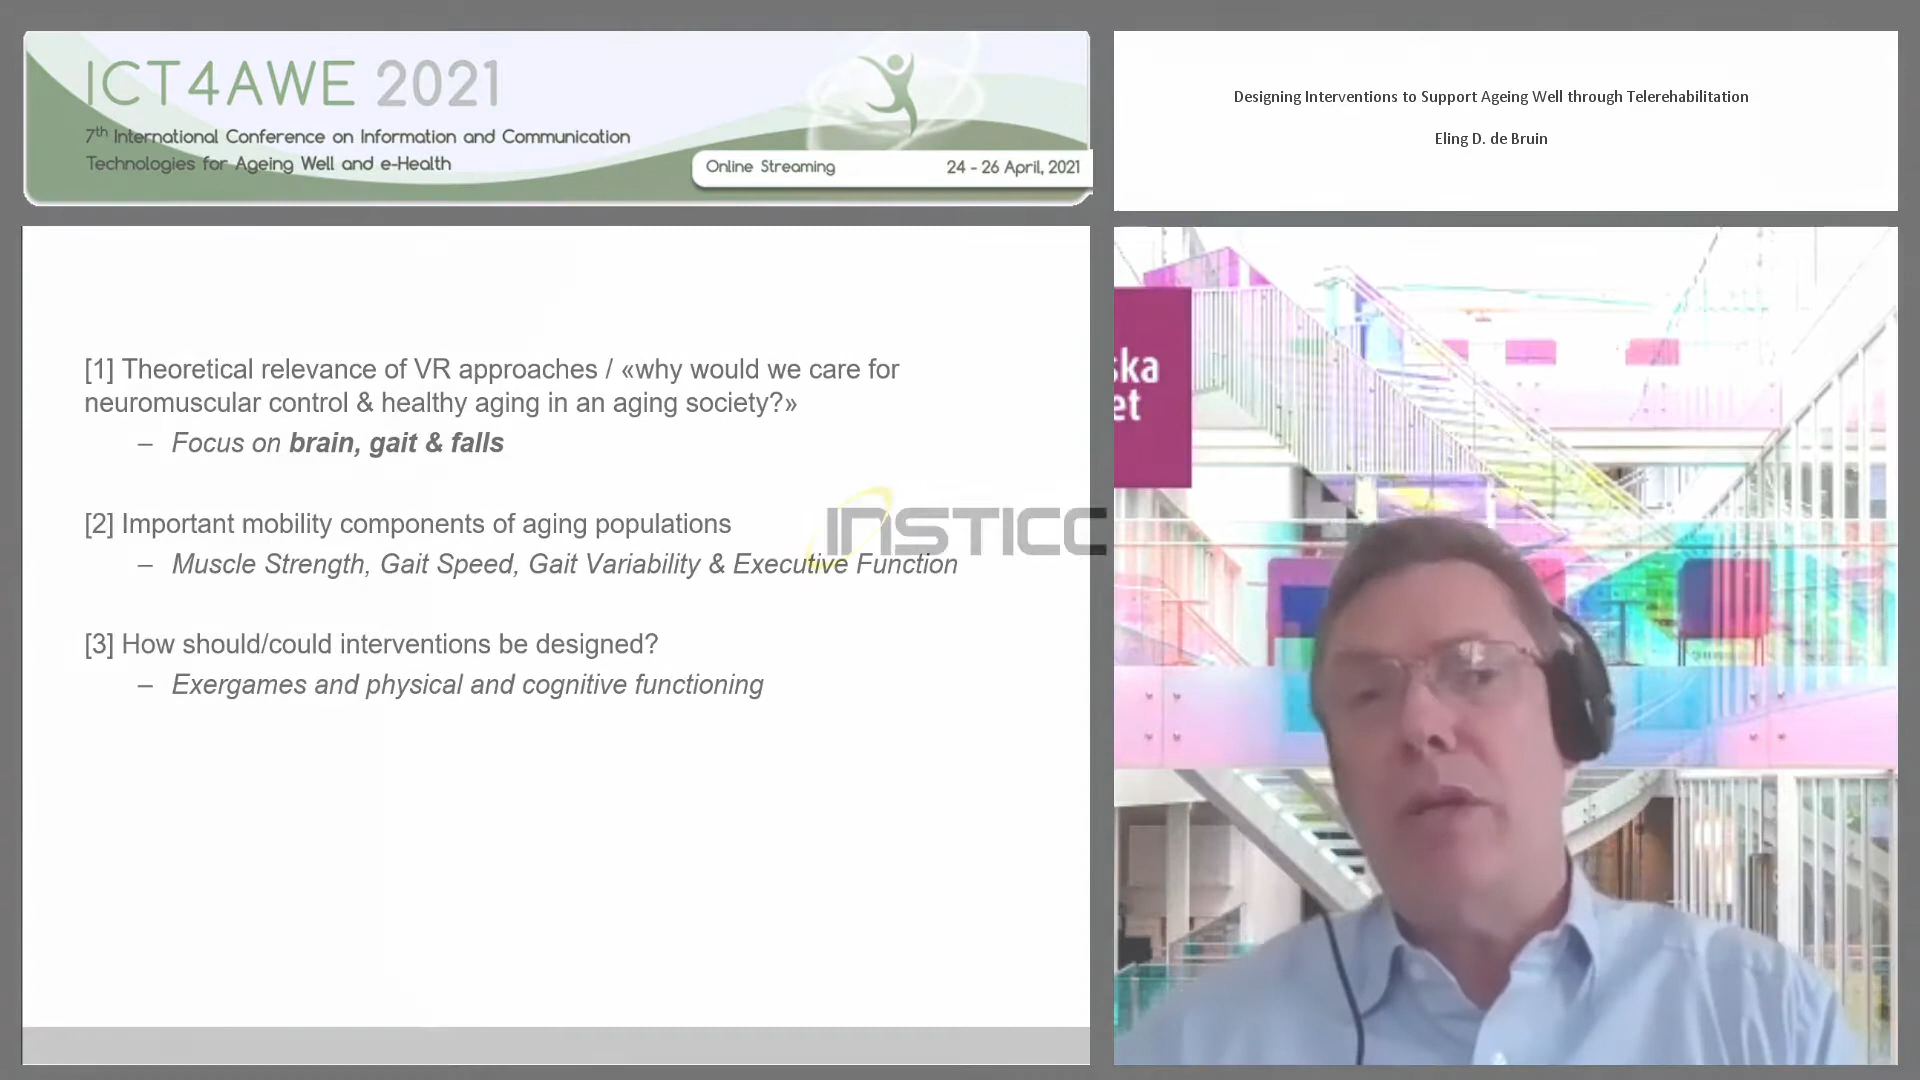 ICT4AWE 2021
7th International Conference on Information and Communication
Technologies for Ageing Well and e-Health
Online Streaming 24 - 26 April, 2021
Designing Interventions to Support Ageing Well through Telerehabilitation
Eling D. de Bruin
[1] Theoretical relevance of VR approaches / «why would we care for
neuromuscular control & healthy aging in an aging society?»
– Focus on brain, gait & falls
[2] Important mobility components of aging populations
– Muscle Strength, Gait Speed, Gait Variability & Executive Function
[3] How should/could interventions be designed?
– Exergames and physical and cognitive functioning
INSTICC
ska
et